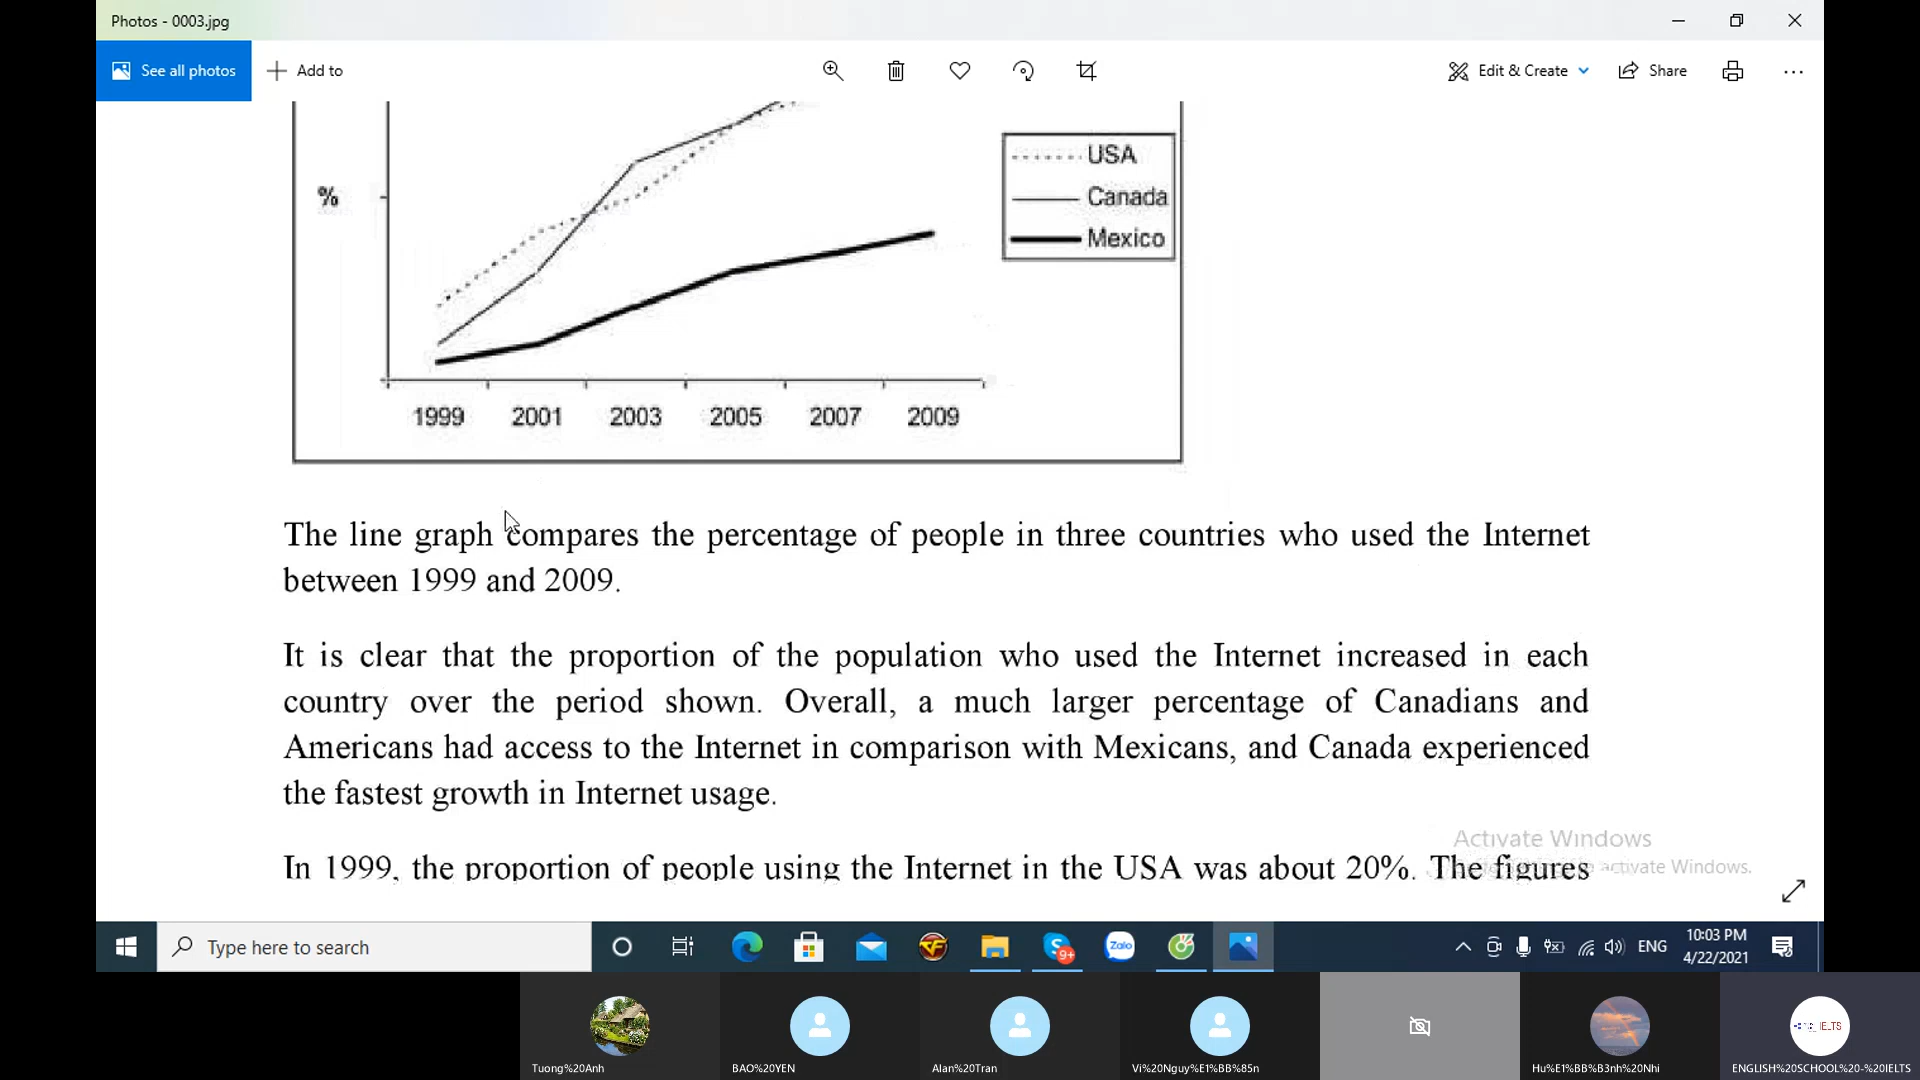 Photos - 0003.jpg
See all photos
Add to
Edit & Create
Share
%
USA
Canada
Mexico
1999 2001 2003 2005 2007 2009
The line graph compares the percentage of people in three countries who used the Internet
between 1999 and 2009.
It is clear that the proportion of the population who used the Internet increased in each
country over the period shown. Overall, a much larger percentage of Canadians and
Americans had access to the Internet in comparison with Mexicans, and Canada experienced
the fastest growth in Internet usage.
In 1999, the proportion of people using the Internet in the USA was about 20%. The figures
Activate Windows
activate Windows.
Type here to search
9+
Zalo
ENG
10:03 PM
4/22/2021
Tuong%20Anh
BAO%20YEN
Alan%20Tran
Vi%20Nguy%E1%BB%85n
Hu%E1%BB%B3nh%20Nhi
IELTS
ENGLISH%20SCHOOL%20-%20IELTS